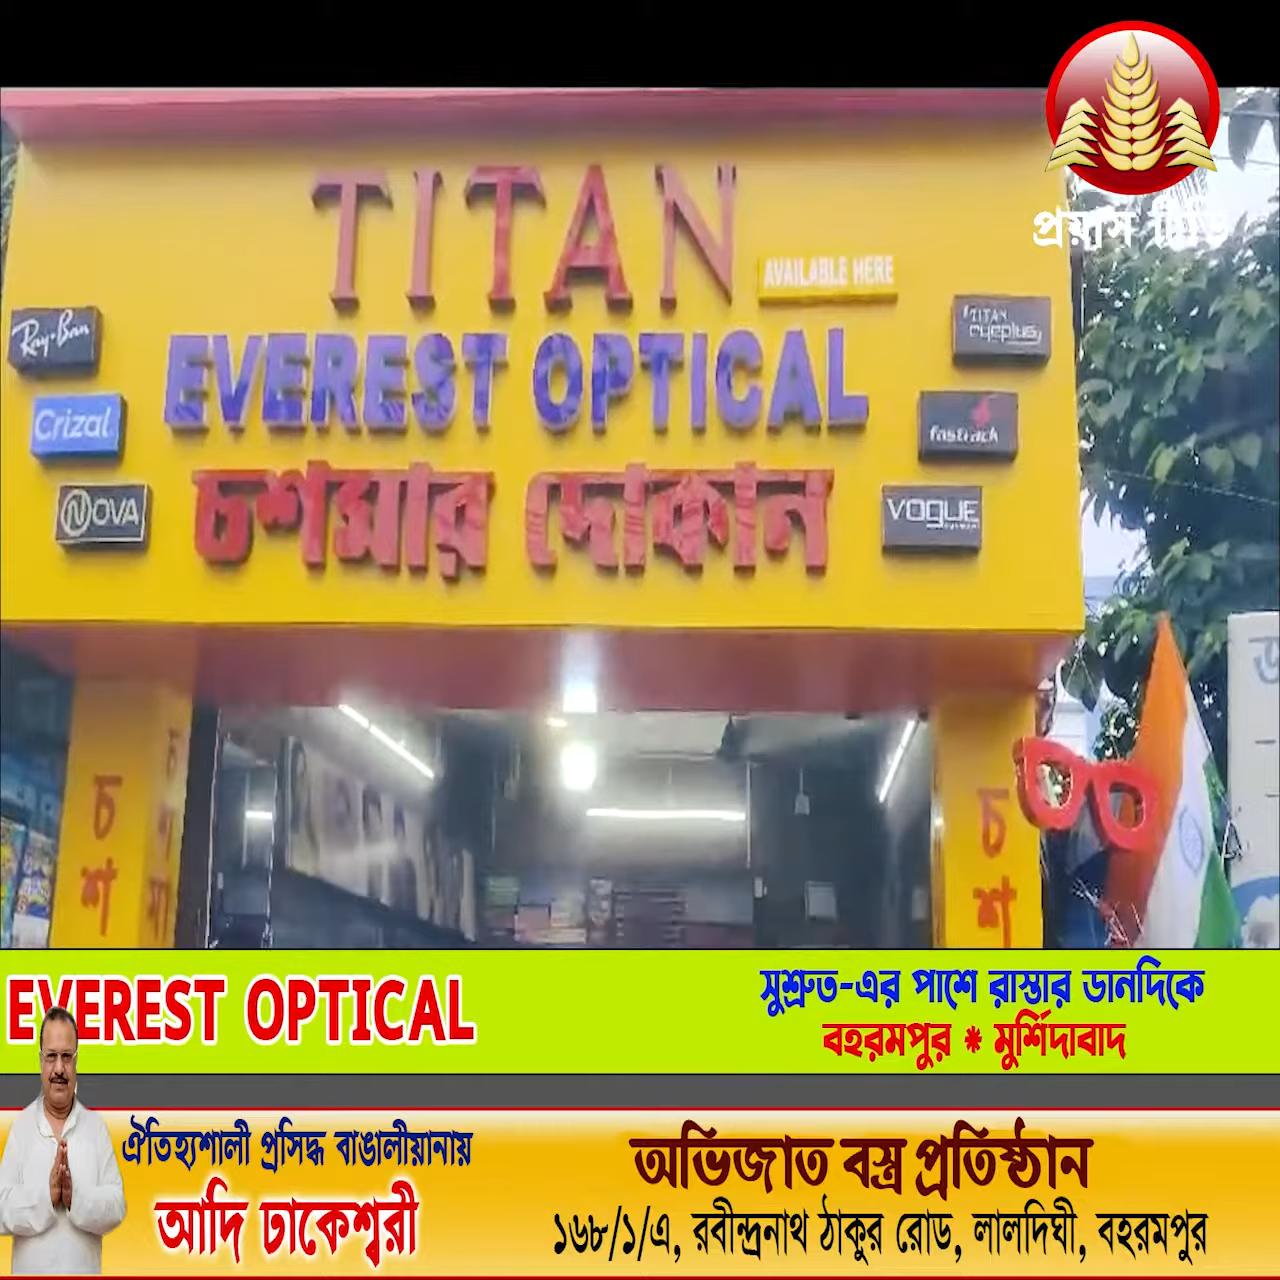 প্রয়াস টিভি
TITAN
AVAILABLE HERE
EVEREST OPTICAL
চশমার দোকান
Ray-Ban
Crizal
NOVA
TITAN
eyeplus
fastrack
VOGUE
চ
শ
চ
শ
মা
চ
শ
EVEREST OPTICAL
সুশ্রুত-এর পাশে রাস্তার ডানদিকে
বহরমপুর * মুর্শিদাবাদ
ঐতিহ্যশালী প্রসিদ্ধ বাঙালীয়ানায়
আদি ঢাকেশ্বরী
অভিজাত বস্ত্র প্রতিষ্ঠান
১৬৮/১/এ, রবীন্দ্রনাথ ঠাকুর রোড, লালদিঘী, বহরমপুর